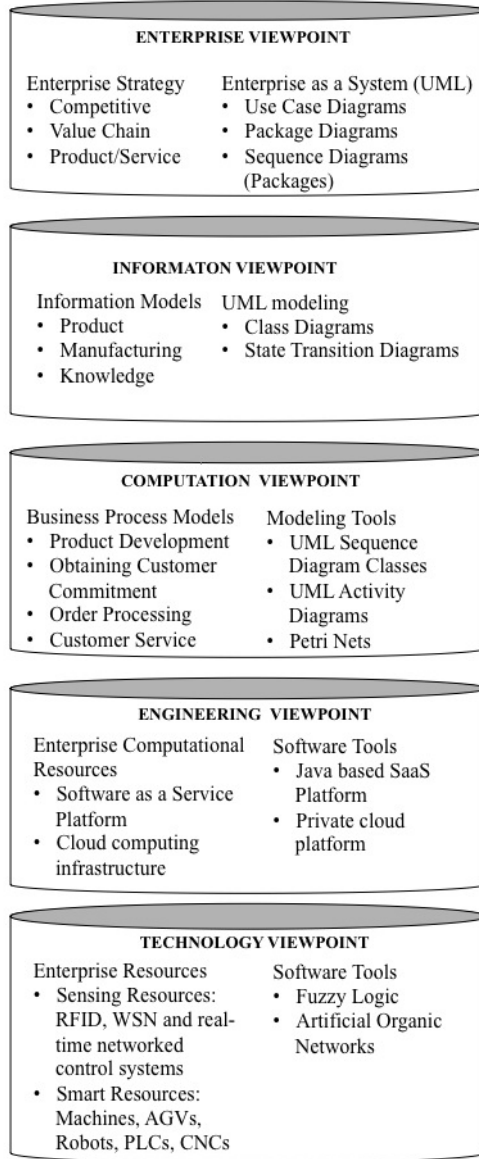 ENTERPRISE VIEWPOINT
Enterprise Strategy
• Competitive
• Value Chain
• Product/Service
Enterprise as a System (UML)
• Use Case Diagrams
• Package Diagrams
• Sequence Diagrams
(Packages)
INFORMATON VIEWPOINT
Information Models
• Product
• Manufacturing
• Knowledge
UML modeling
• Class Diagrams
• State Transition Diagrams
COMPUTATION VIEWPOINT
Business Process Models
• Product Development
• Obtaining Customer
Commitment
• Order Processing
• Customer Service
Modeling Tools
• UML Sequence
Diagram Classes
• UML Activity
Diagrams
• Petri Nets
ENGINEERING VIEWPOINT
Enterprise Computational
Resources
• Software as a Service
Platform
• Cloud computing
infrastructure
Software Tools
• Java based SaaS
Platform
• Private cloud
platform
TECHNOLOGY VIEWPOINT
Enterprise Resources
• Sensing Resources:
RFID, WSN and real-
time networked
control systems
• Smart Resources:
Machines, AGVs,
Robots, PLCs, CNCs
Software Tools
• Fuzzy Logic
• Artificial Organic
Networks